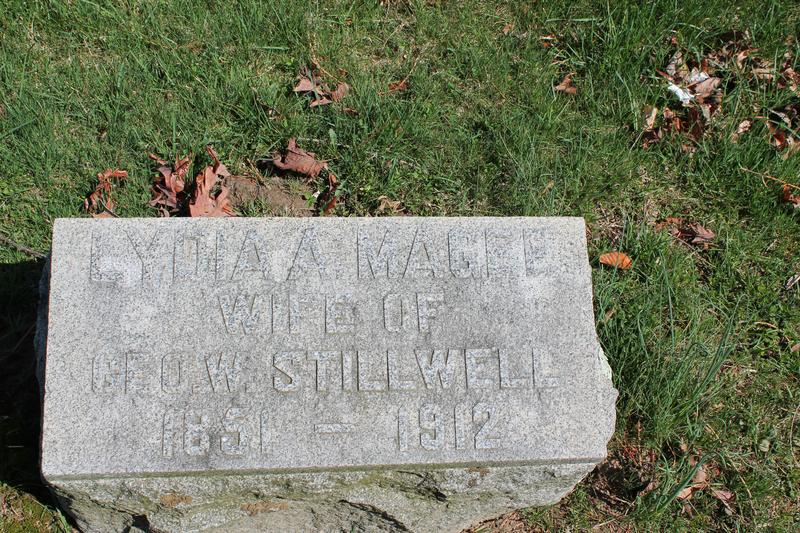 LYDIA A. MAGEE
WIFE OF
GEO. W. STILLWELL
1851 — 1912